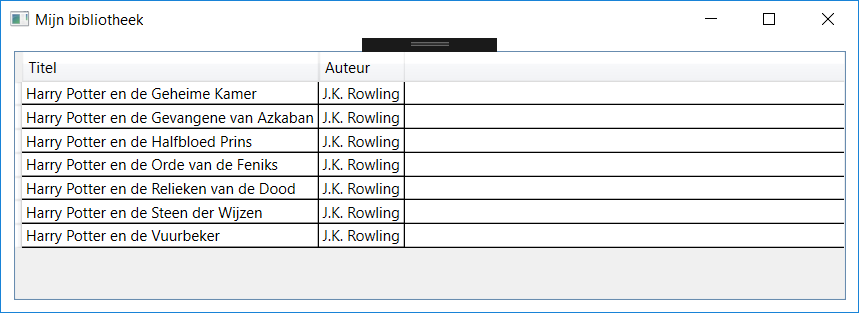 Mijn bibliotheek
Titel Auteur
Harry Potter en de Geheime Kamer J.K. Rowling
Harry Potter en de Gevangene van Azkaban J.K. Rowling
Harry Potter en de Halfbloed Prins J.K. Rowling
Harry Potter en de Orde van de Feniks J.K. Rowling
Harry Potter en de Relieken van de Dood J.K. Rowling
Harry Potter en de Steen der Wijzen J.K. Rowling
Harry Potter en de Vuurbeker J.K. Rowling